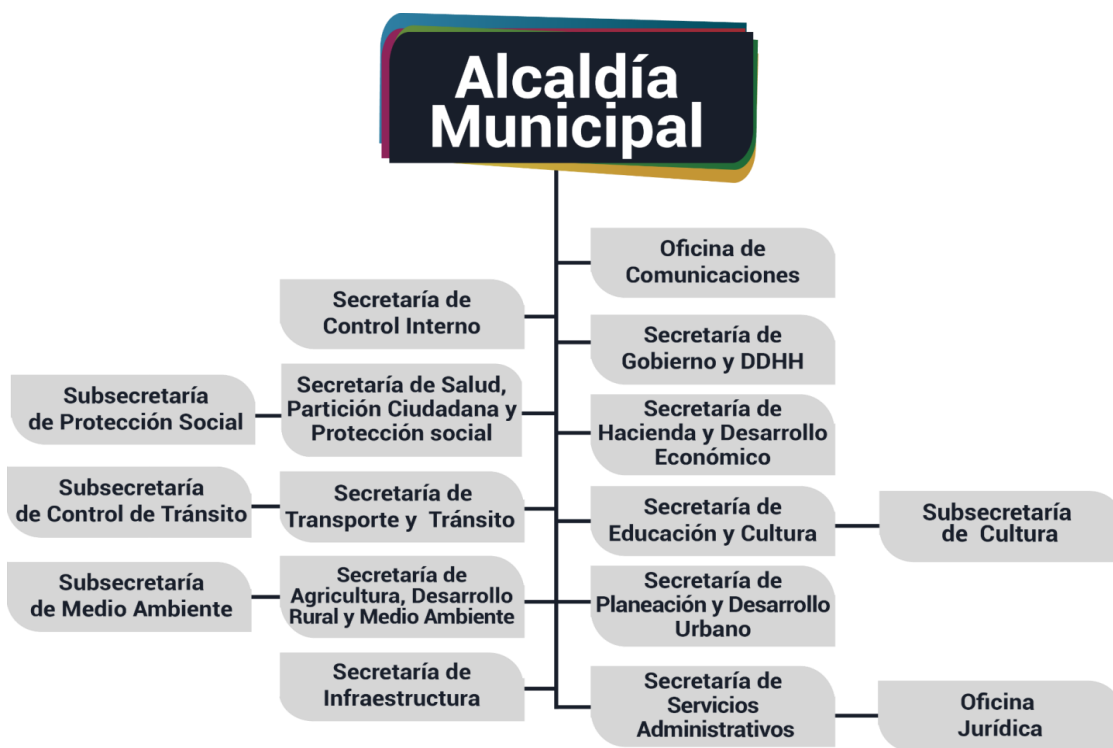 Alcaldía
Municipal
Oficina de
Comunicaciones
Secretaría de
Control Interno
Secretaría de
Gobierno y DDHH
Subsecretaría
de Protección Social
Secretaría de Salud,
Partición Ciudadana y
Protección social
Secretaría de
Hacienda y Desarrollo
Económico
Subsecretaría
de Control de Tránsito
Secretaría de
Transporte y Tránsito
Secretaría de
Educación y Cultura
Subsecretaría
de Cultura
Subsecretaría
de Medio Ambiente
Secretaría de
Agricultura, Desarrollo
Rural y Medio Ambiente
Secretaría de
Planeación y Desarrollo
Urbano
Secretaría de
Infraestructura
Secretaría de
Servicios
Administrativos
Oficina
Jurídica